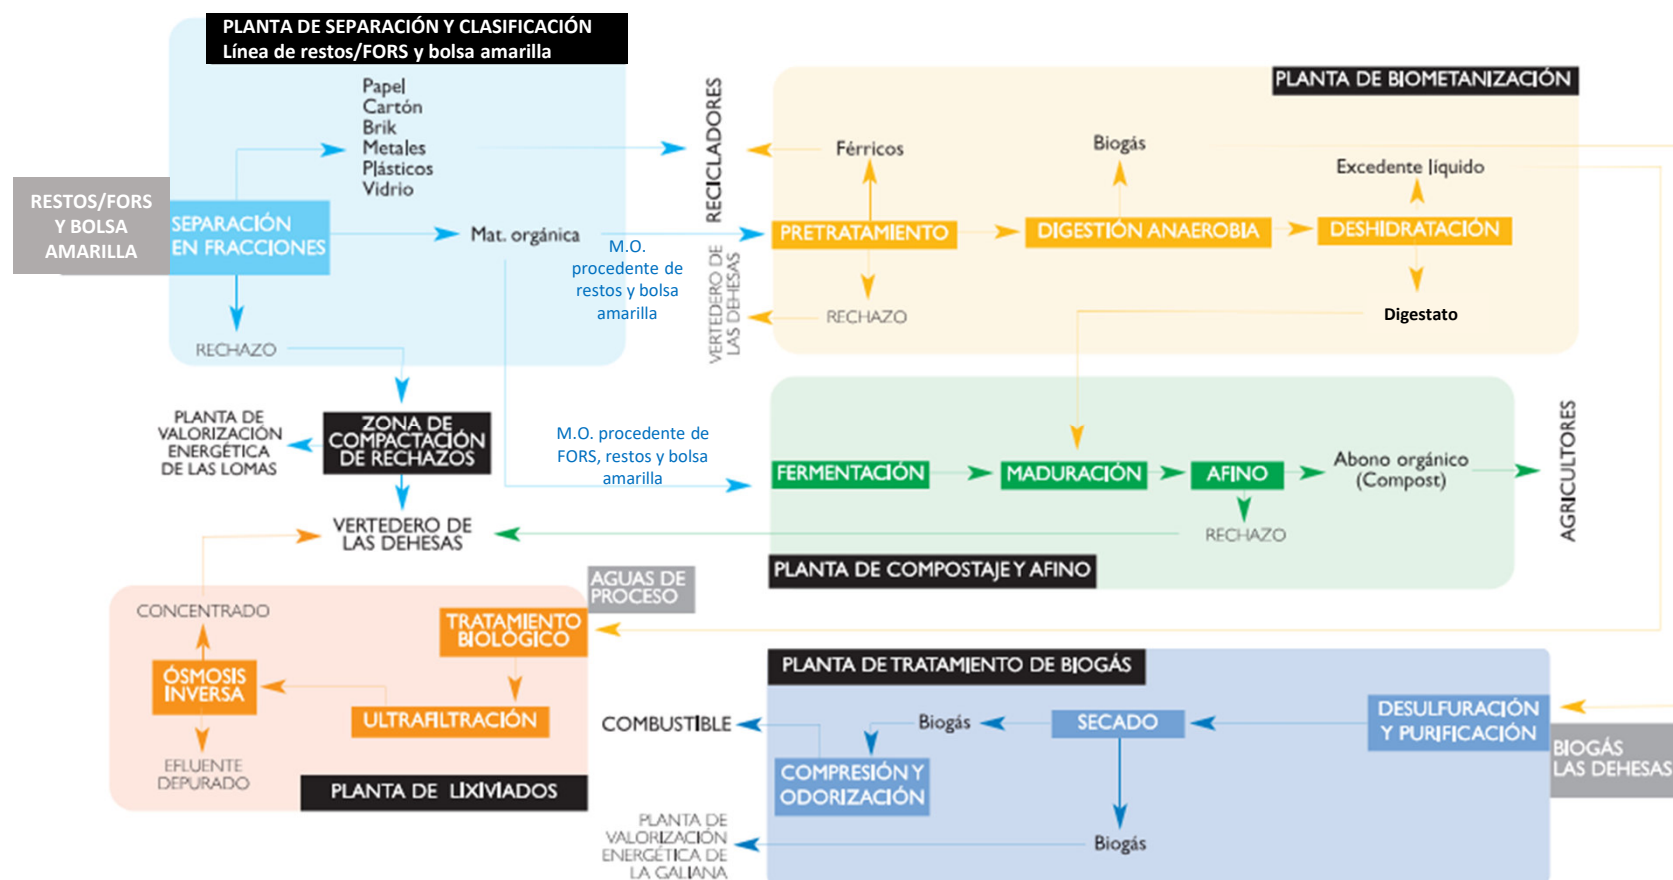 PLANTA DE SEPARACIÓN Y CLASIFICACIÓN
Línea de restos/FORS y bolsa amarilla
RESTOS/FORS
Y BOLSA
AMARILLA
SEPARACIÓN
EN FRACCIONES
Papel
Cartón
Brik
Metales
Plásticos
Vidrio
Mat. orgánica
RECHAZO
M.O.
procedente de
restos y bolsa
amarilla
RECICLADORES
VERTEDERO DE
LAS DEHESAS
PLANTA DE BIOMETANIZACIÓN
Férricos
Biogás
Excedente líquido
PRETRATAMIENTO
DIGESTIÓN ANAEROBIA
DESHIDRATACIÓN
RECHAZO
Digestato
PLANTA DE
VALORIZACIÓN
ENERGÉTICA
DE LAS LOMAS
ZONA DE
COMPACTACIÓN
DE RECHAZOS
VERTEDERO DE
LAS DEHESAS
M.O. procedente de
FORS, restos y bolsa
amarilla
FERMENTACIÓN
MADURACIÓN
AFINO
Abono orgánico
(Compost)
AGRICULTORES
RECHAZO
PLANTA DE COMPOSTAJE Y AFINO
AGUAS DE
PROCESO
CONCENTRADO
TRATAMIENTO
BIOLÓGICO
ÓSMOSIS
INVERSA
ULTRAFILTRACIÓN
EFLUENTE
DEPURADO
PLANTA DE LIXIVIADOS
PLANTA DE TRATAMIENTO DE BIOGÁS
COMBUSTIBLE
Biogás
SECADO
DESULFURACIÓN
Y PURIFICACIÓN
BIOGÁS
LAS DEHESAS
COMPRESIÓN Y
ODORIZACIÓN
Biogás
PLANTA DE
VALORIZACIÓN
ENERGÉTICA DE
LA GALIANA